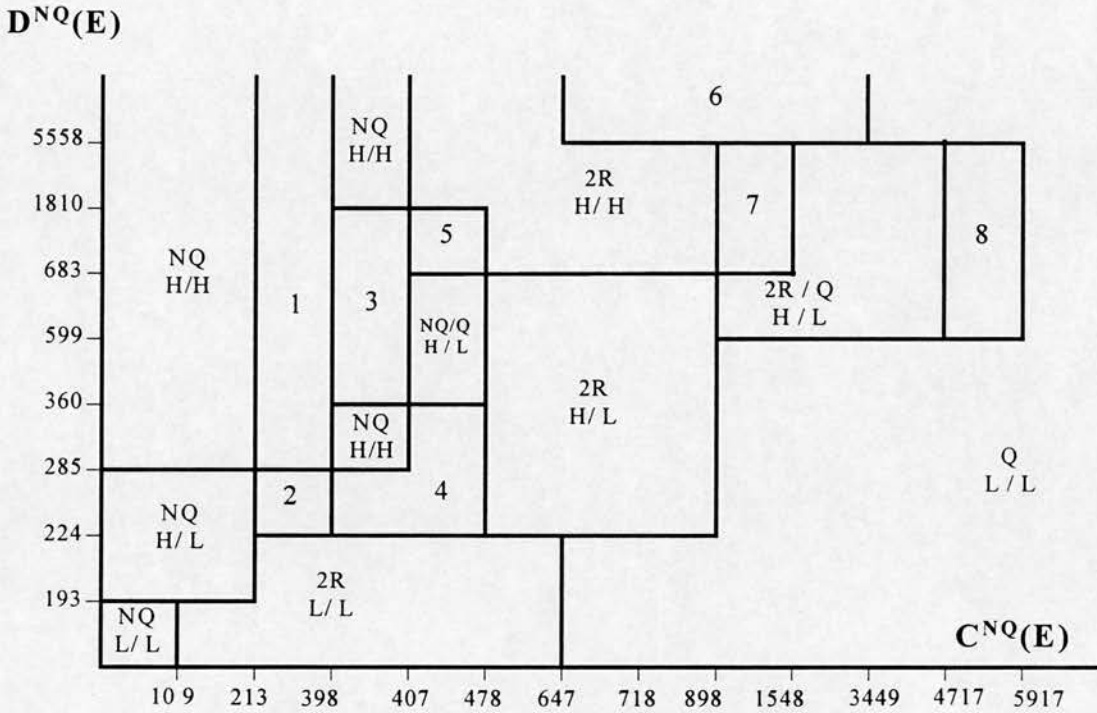 D^NQ(E)
6
5558
NQ
H/H
2R
H/ H
7
1810
5
8
NQ
H/H
683
1
3
2R / Q
H / L
NQ/Q
H / L
599
2R
H/ L
360
NQ
H/H
Q
L / L
285
2
4
NQ
H/ L
224
2R
L/ L
193
NQ
L/ L
C^NQ(E)
10 9 213 398 407 478 647 718 898 1548 3449 4717 5917